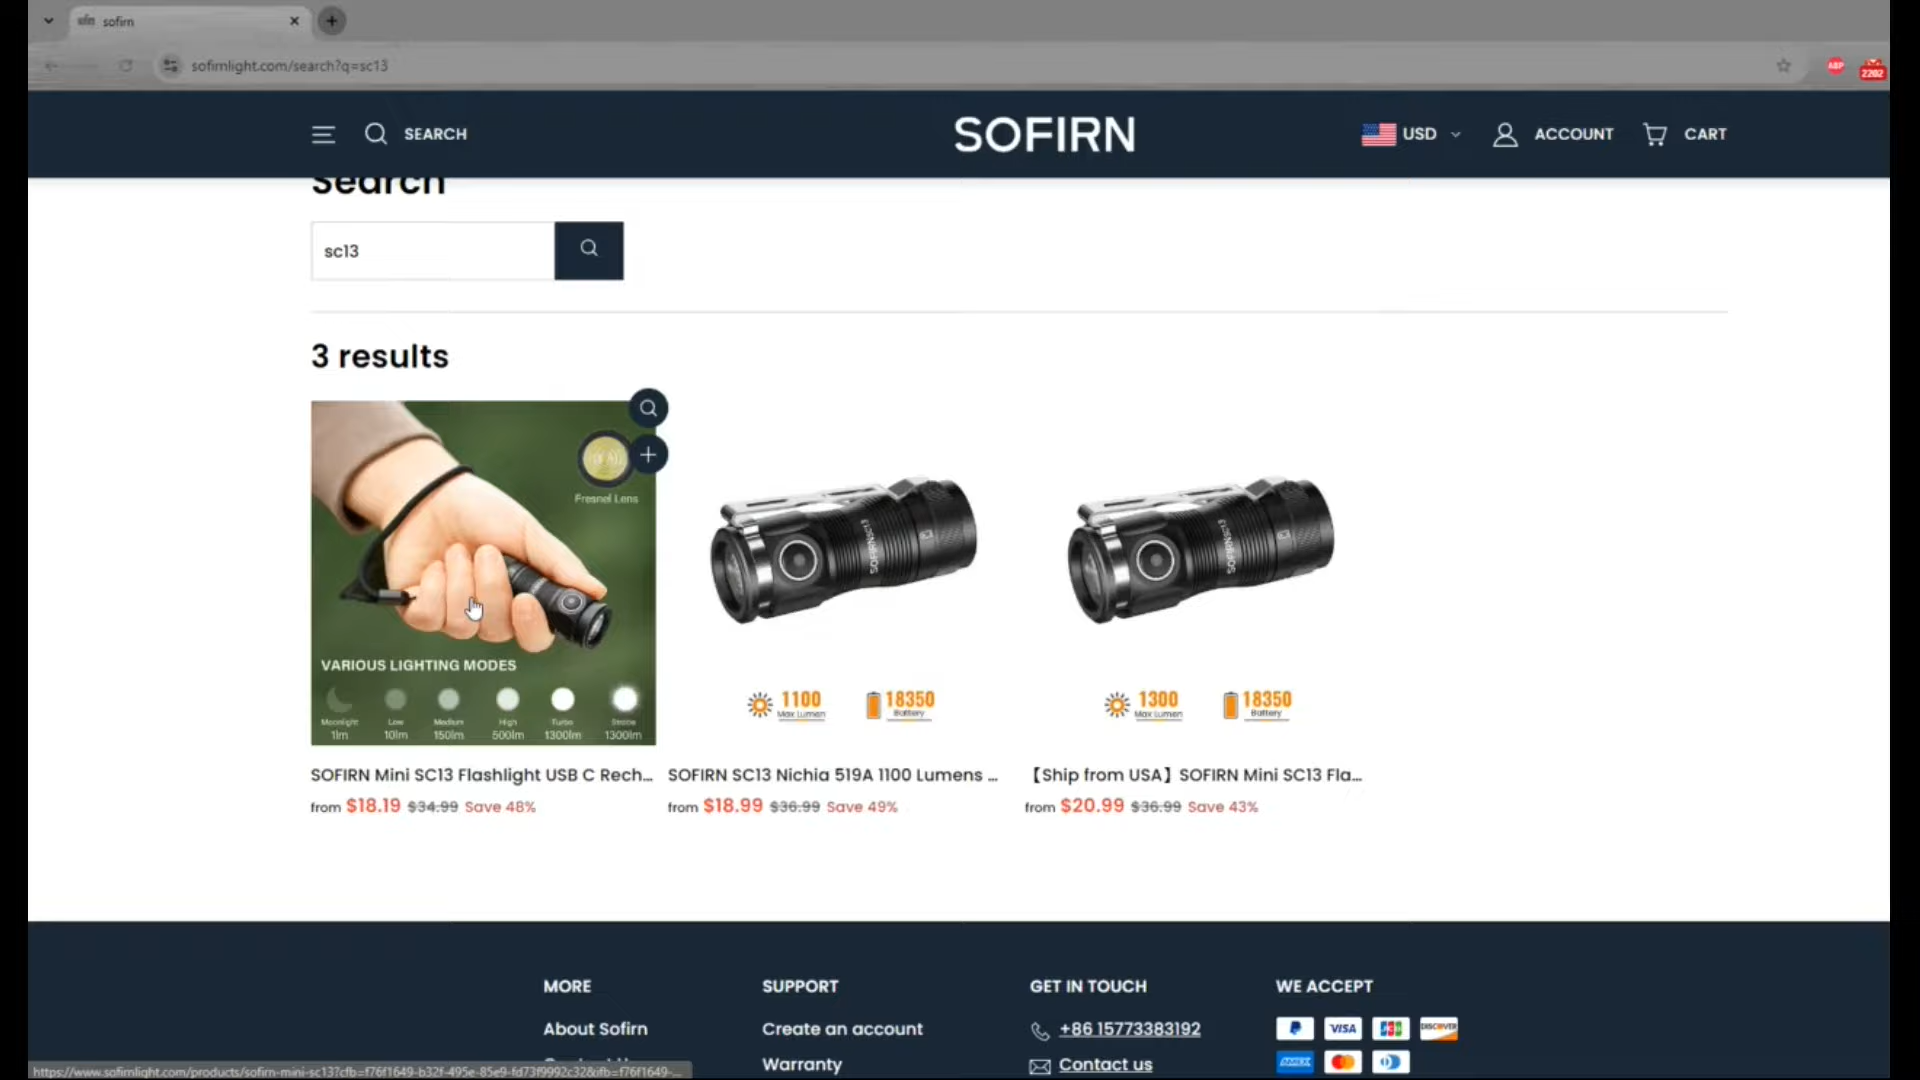 sofirn
sofirnlight.com/search?q=sc13
ABP
2202
SEARCH
SOFIRN
USD
ACCOUNT
CART
Search
sc13
3 results
Fresnel Lens
VARIOUS LIGHTING MODES
Moonlight Low Medium High Turbo Strobe
1lm 10lm 150lm 500lm 1300lm 1300lm
SOFIRN SC13
1100 Max Lumen
18350 Battery
SOFIRN SC13
1300 Max Lumen
18350 Battery
SOFIRN Mini SC13 Flashlight USB C Rech...
from $18.19 $34.99 Save 48%
SOFIRN SC13 Nichia 519A 1100 Lumens ...
from $18.99 $36.99 Save 49%
【Ship from USA】SOFIRN Mini SC13 Fla...
from $20.99 $36.99 Save 43%
MORE
About Sofirn
SUPPORT
Create an account
Warranty
GET IN TOUCH
+86 15773383192
Contact us
WE ACCEPT
VISA
JCB
DISCOVER
AMEX
https://www.sofirnlight.com/products/sofirn-mini-sc13?cfb=f76f1649-b32f-495e-85e9-fd73f9992c32&ifb=f76f1649-...